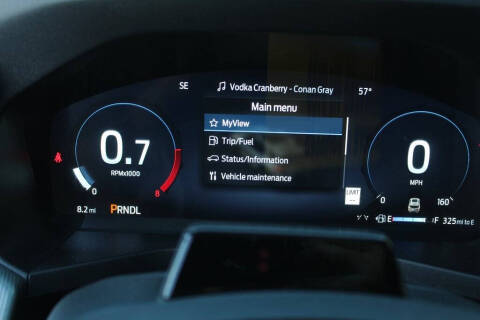 SE
Vodka Cranberry - Conan Gray
57°
Main menu
MyView
Trip/Fuel
Status/Information
Vehicle maintenance
0.7
RPMx1000
0
8
8.2 mi
PRNDL
0
MPH
0
160
LIMIT
--
E
F
325 mi to E